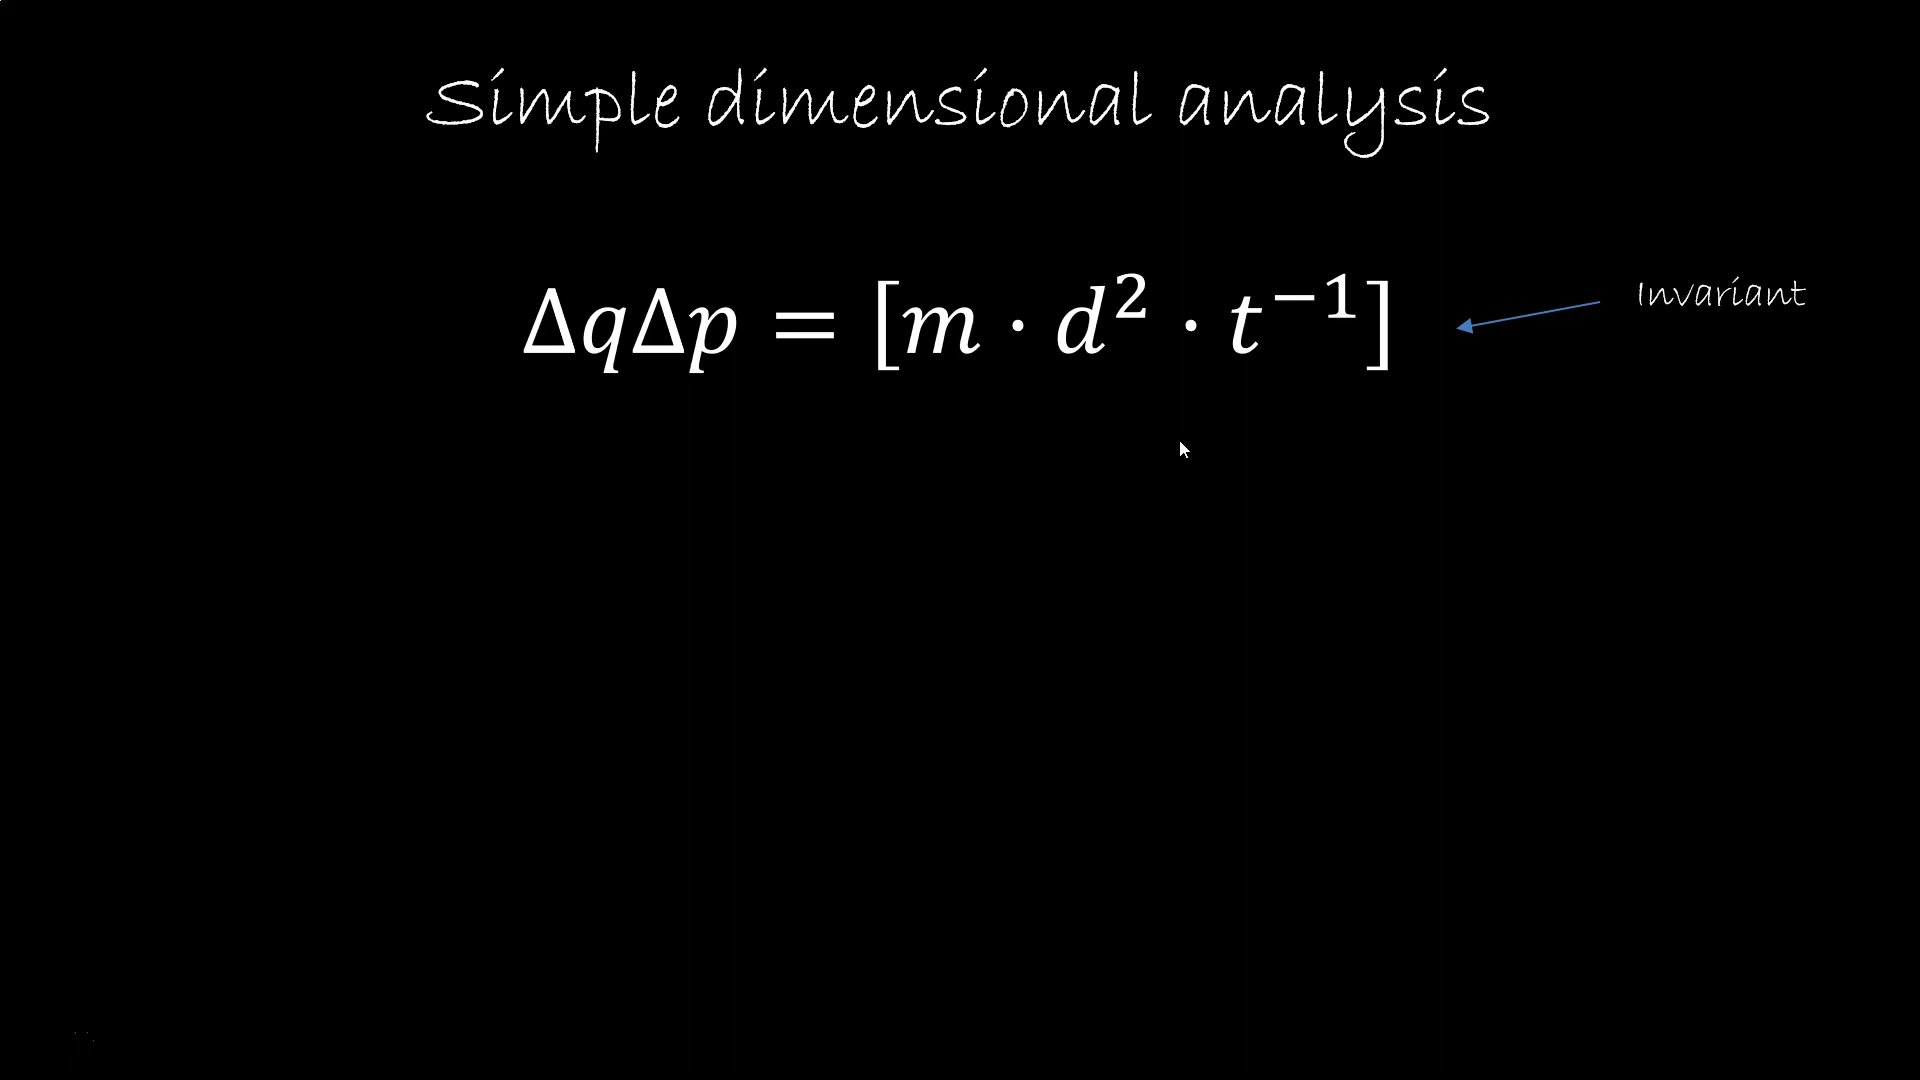 Simple dimensional analysis
ΔqΔp = [m · d² · t⁻¹]
Invariant